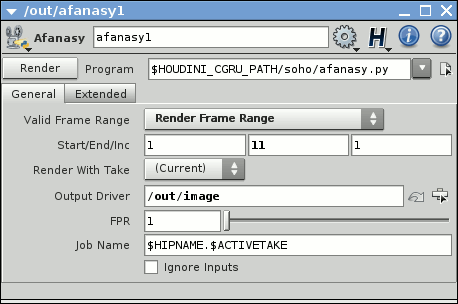 /out/afanasy1
Afanasy afanasy1
Render Program $HOUDINI_CGRU_PATH/soho/afanasy.py
General Extended
Valid Frame Range Render Frame Range
Start/End/Inc 1 11 1
Render With Take (Current)
Output Driver /out/image
FPR 1
Job Name $HIPNAME.$ACTIVETAKE
Ignore Inputs